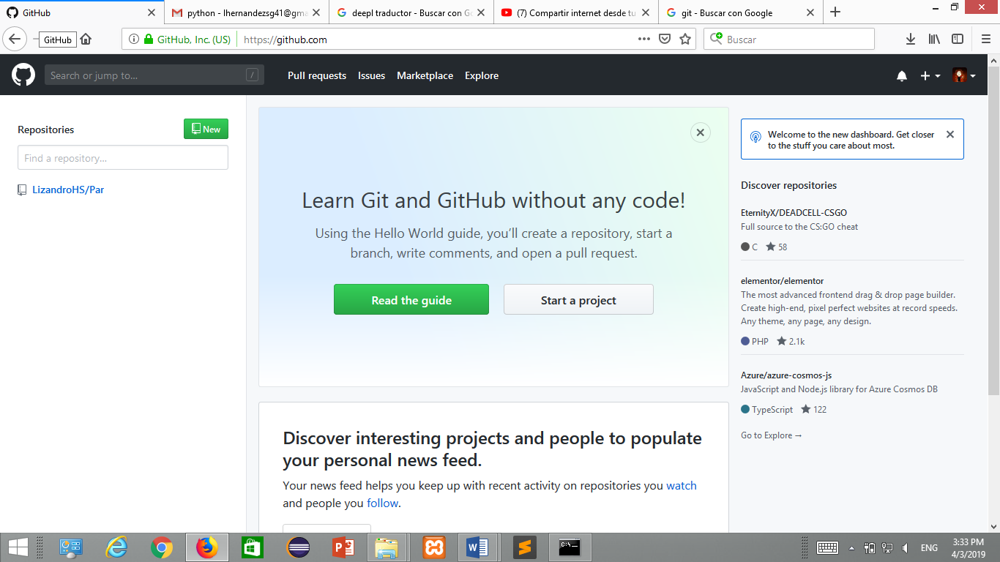 GitHub
python - lhernandezsg41@gma
deepl traductor - Buscar con G
(7) Compartir internet desde tu
git - Buscar con Google
GitHub
GitHub, Inc. (US)
https://github.com
Buscar
Search or jump to...
/
Pull requests
Issues
Marketplace
Explore
Repositories
New
Find a repository...
LizandroHS/Par
Learn Git and GitHub without any code!
Using the Hello World guide, you’ll create a repository, start a
branch, write comments, and open a pull request.
Read the guide
Start a project
Discover interesting projects and people to populate
your personal news feed.
Your news feed helps you keep up with recent activity on repositories you watch
and people you follow.
Welcome to the new dashboard. Get closer
to the stuff you care about most.
Discover repositories
EternityX/DEADCELL-CSGO
Full source to the CS:GO cheat
C 58
elementor/elementor
The most advanced frontend drag & drop page builder.
Create high-end, pixel perfect websites at record speeds.
Any theme, any page, any design.
PHP 2.1k
Azure/azure-cosmos-js
JavaScript and Node.js library for Azure Cosmos DB
TypeScript 122
Go to Explore →
ENG
3:33 PM
4/3/2019